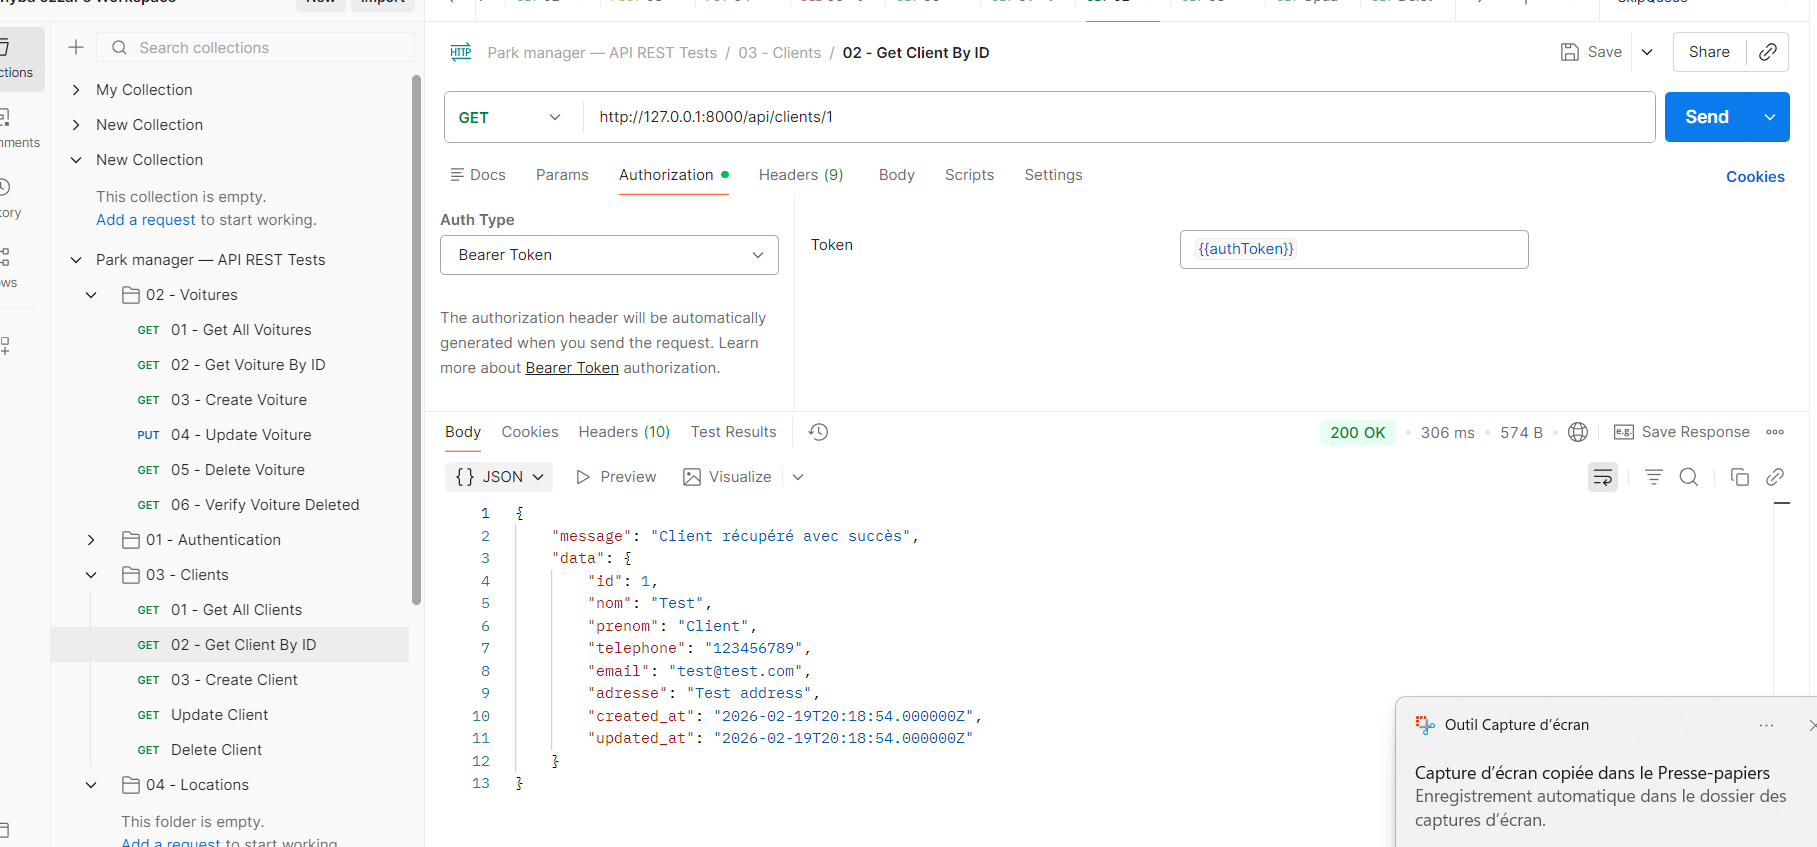 New
Import
Search collections
My Collection
New Collection
New Collection
This collection is empty.
Add a request to start working.
Park manager — API REST Tests
02 - Voitures
GET 01 - Get All Voitures
GET 02 - Get Voiture By ID
GET 03 - Create Voiture
PUT 04 - Update Voiture
GET 05 - Delete Voiture
GET 06 - Verify Voiture Deleted
01 - Authentication
03 - Clients
GET 01 - Get All Clients
GET 02 - Get Client By ID
GET 03 - Create Client
GET Update Client
GET Delete Client
04 - Locations
This folder is empty.
Add a request to start working
HTTP Park manager — API REST Tests / 03 - Clients / 02 - Get Client By ID
Save
Share
GET
http://127.0.0.1:8000/api/clients/1
Send
Docs Params Authorization Headers (9) Body Scripts Settings
Cookies
Auth Type
Bearer Token
The authorization header will be automatically
generated when you send the request. Learn
more about Bearer Token authorization.
Token
{{authToken}}
Body Cookies Headers (10) Test Results
200 OK • 306 ms • 574 B
e.g. Save Response
{} JSON
Preview
Visualize
1 {
2 "message": "Client récupéré avec succès",
3 "data": {
4 "id": 1,
5 "nom": "Test",
6 "prenom": "Client",
7 "telephone": "123456789",
8 "email": "test@test.com",
9 "adresse": "Test address",
10 "created_at": "2026-02-19T20:18:54.000000Z",
11 "updated_at": "2026-02-19T20:18:54.000000Z"
12 }
13 }
Outil Capture d'écran
Capture d'écran copiée dans le Presse-papiers
Enregistrement automatique dans le dossier des
captures d'écran.